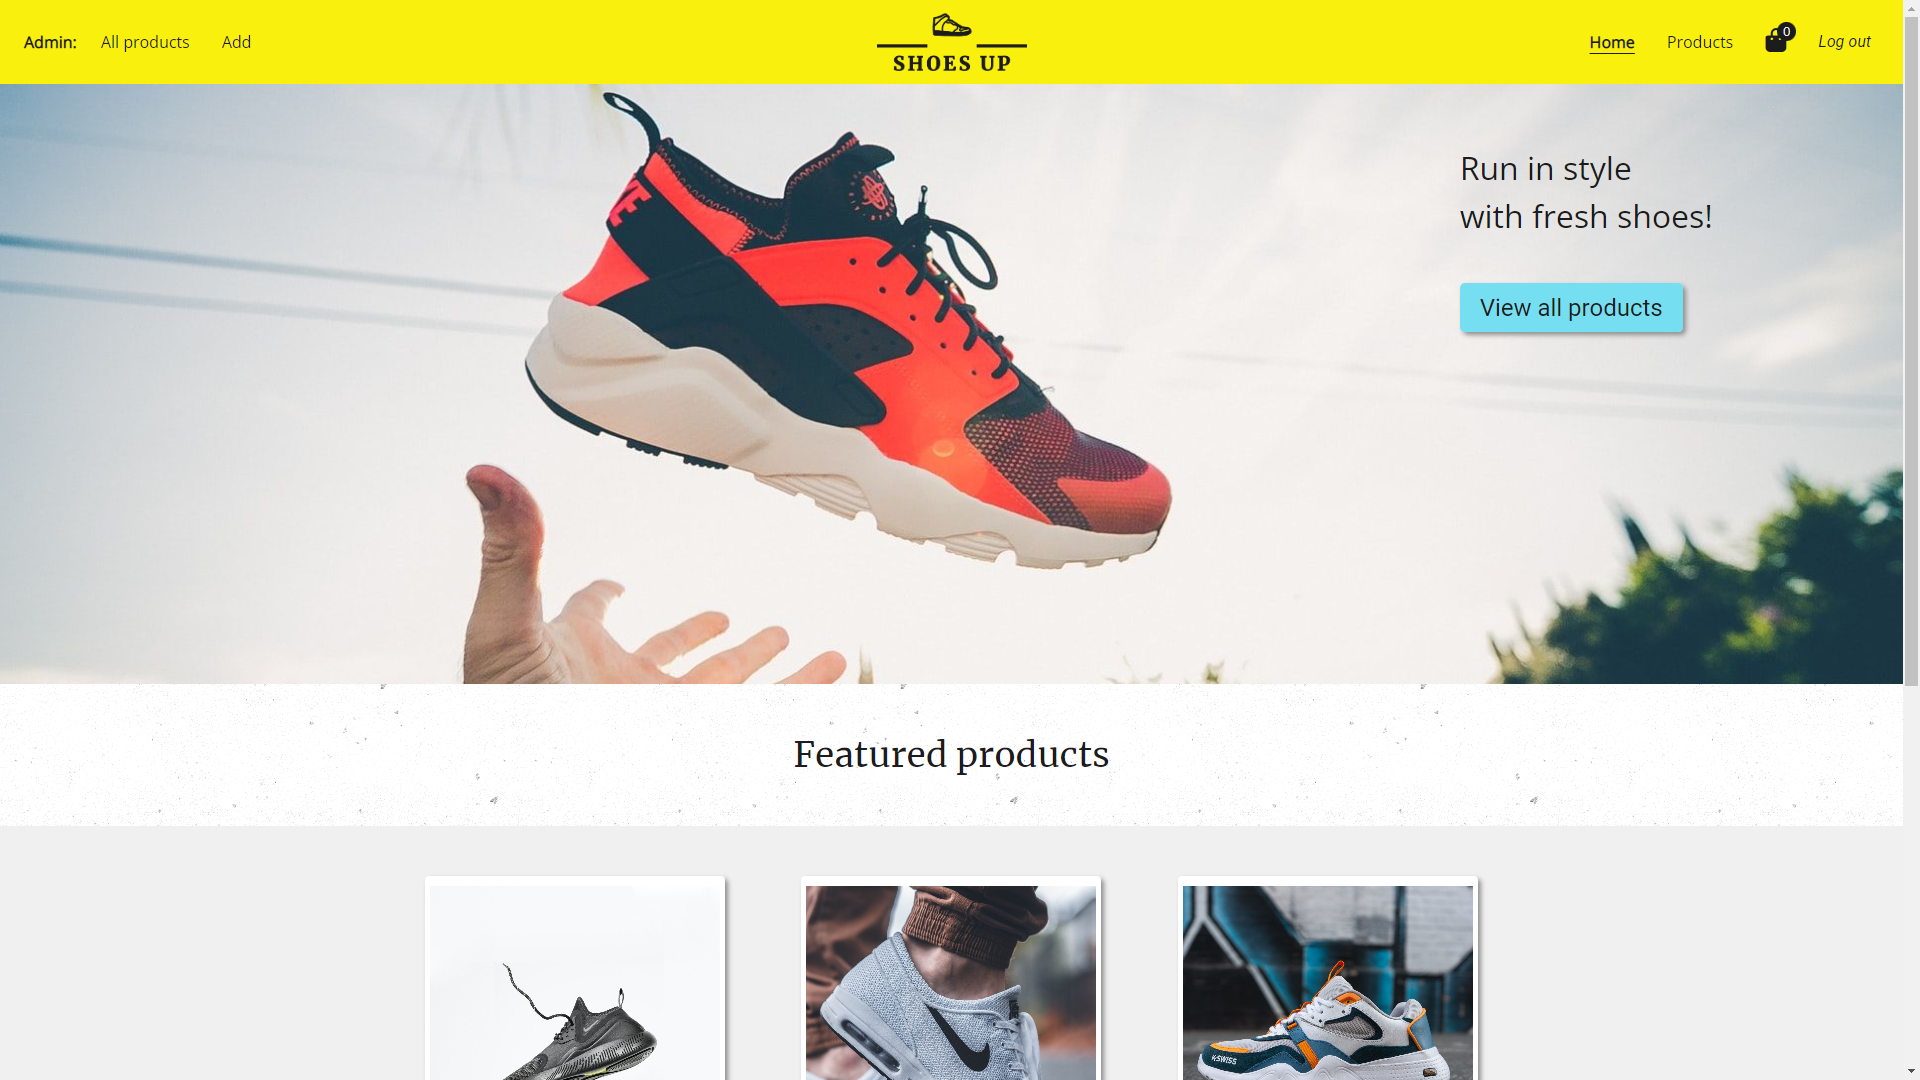 Admin: All products Add
SHOES UP
Home Products 0 Log out
Run in style
with fresh shoes!
View all products
Featured products
K-SWISS